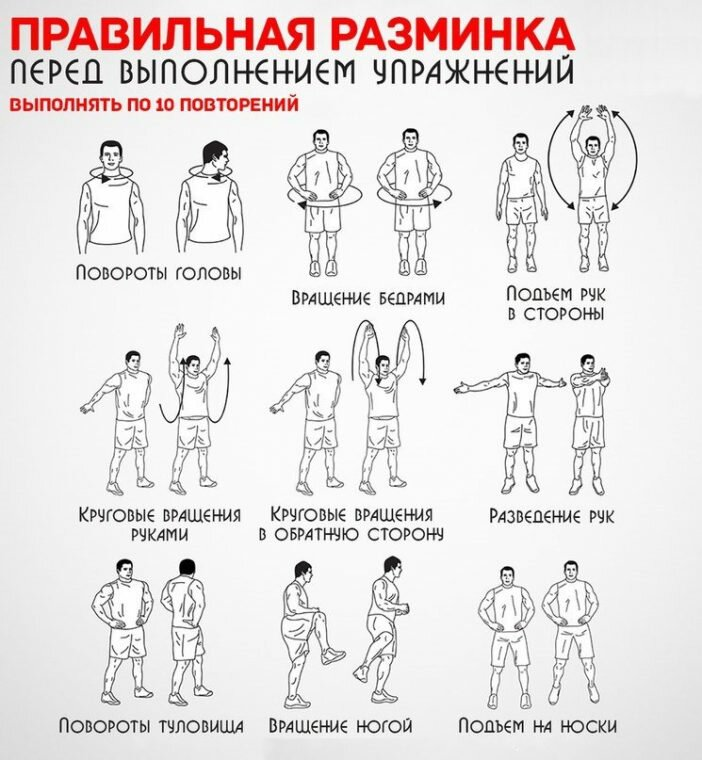 ПРАВИЛЬНАЯ РАЗМИНКА
ПЕРЕД ВЫПОЛНЕНИЕМ УПРАЖНЕНИЙ
ВЫПОЛНЯТЬ ПО 10 ПОВТОРЕНИЙ
Повороты головы
Вращение бедрами
Подъем рук
в стороны
Круговые вращения
руками
Круговые вращения
в обратную сторону
Разведение рук
Повороты туловища
Вращение ногой
Подъем на носки